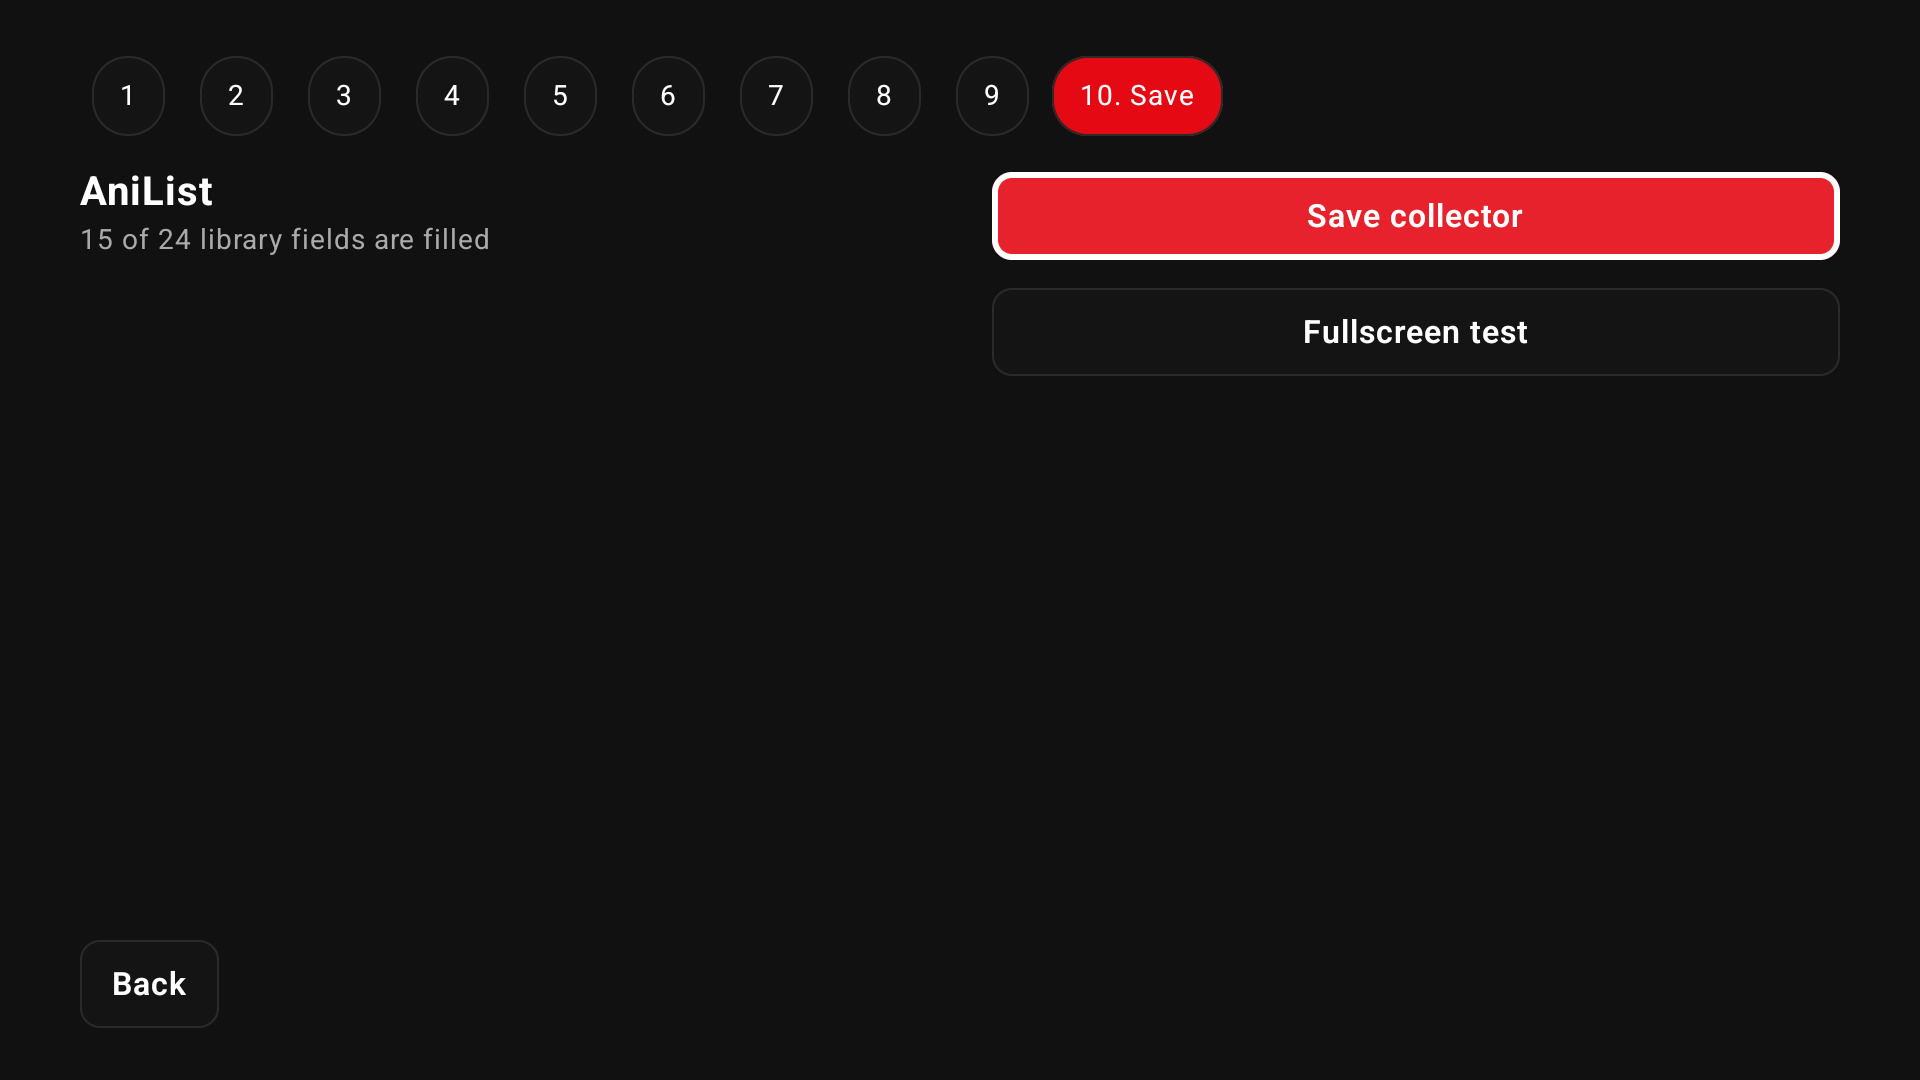 1 2 3 4 5 6 7 8 9 10. Save
AniList
15 of 24 library fields are filled
Save collector
Fullscreen test
Back